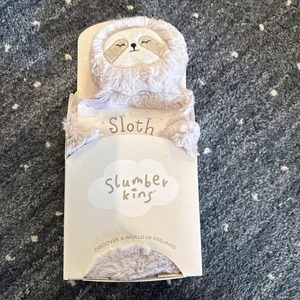 Sloth
Slumber
kins
DISCOVER A WORLD OF FEELINGS